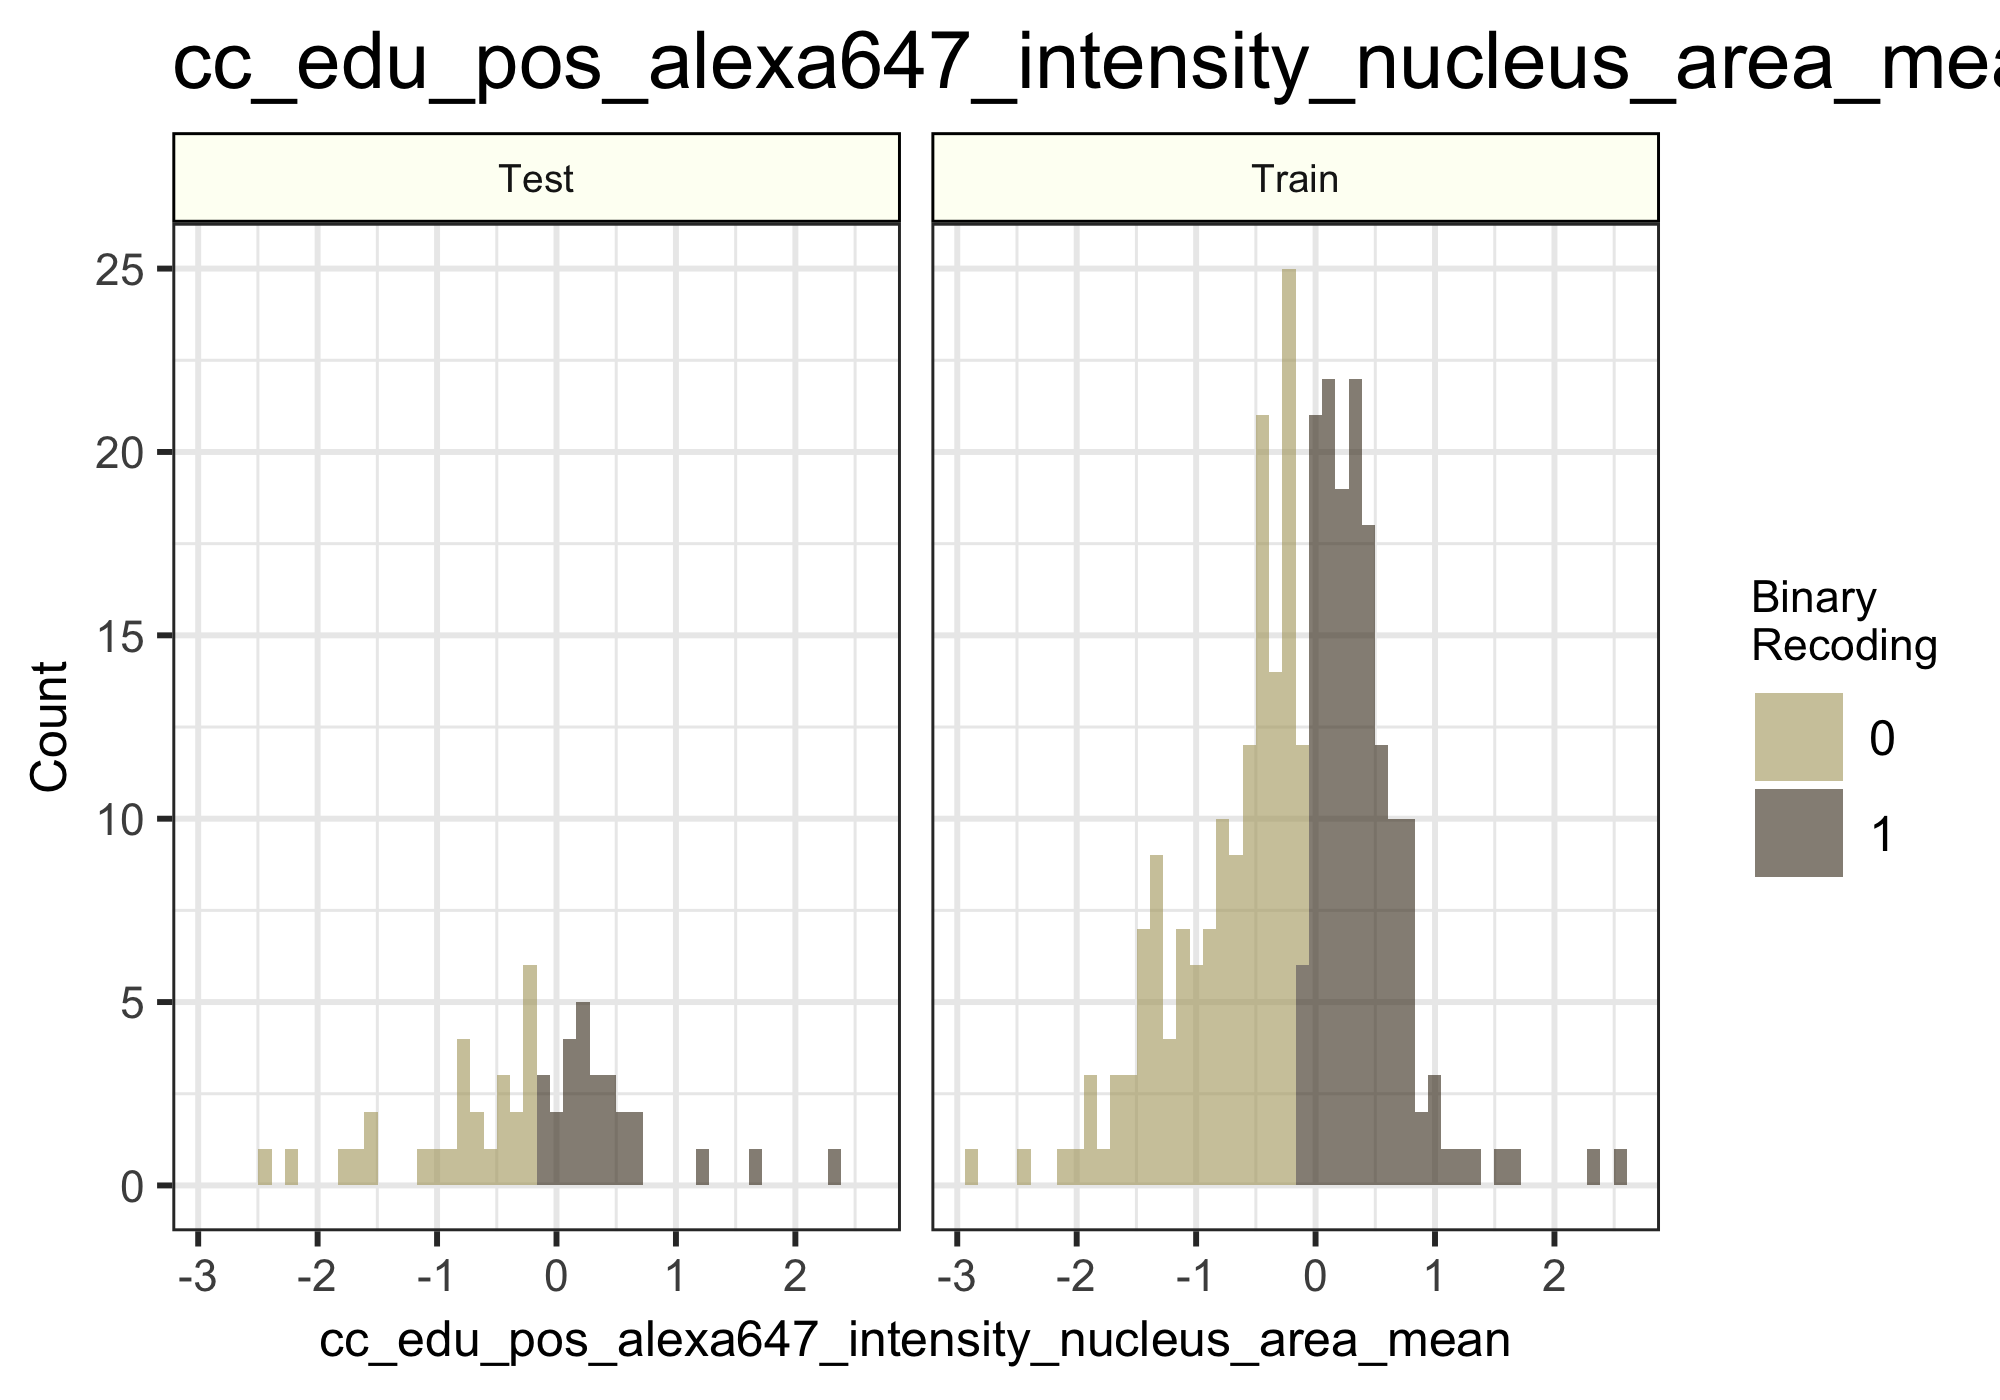 cc_edu_pos_alexa647_intensity_nucleus_area_mea
Test
Train
25
20
15
10
5
0
Count
-3 -2 -1 0 1 2
-3 -2 -1 0 1 2
cc_edu_pos_alexa647_intensity_nucleus_area_mean
Binary
Recoding
0
1